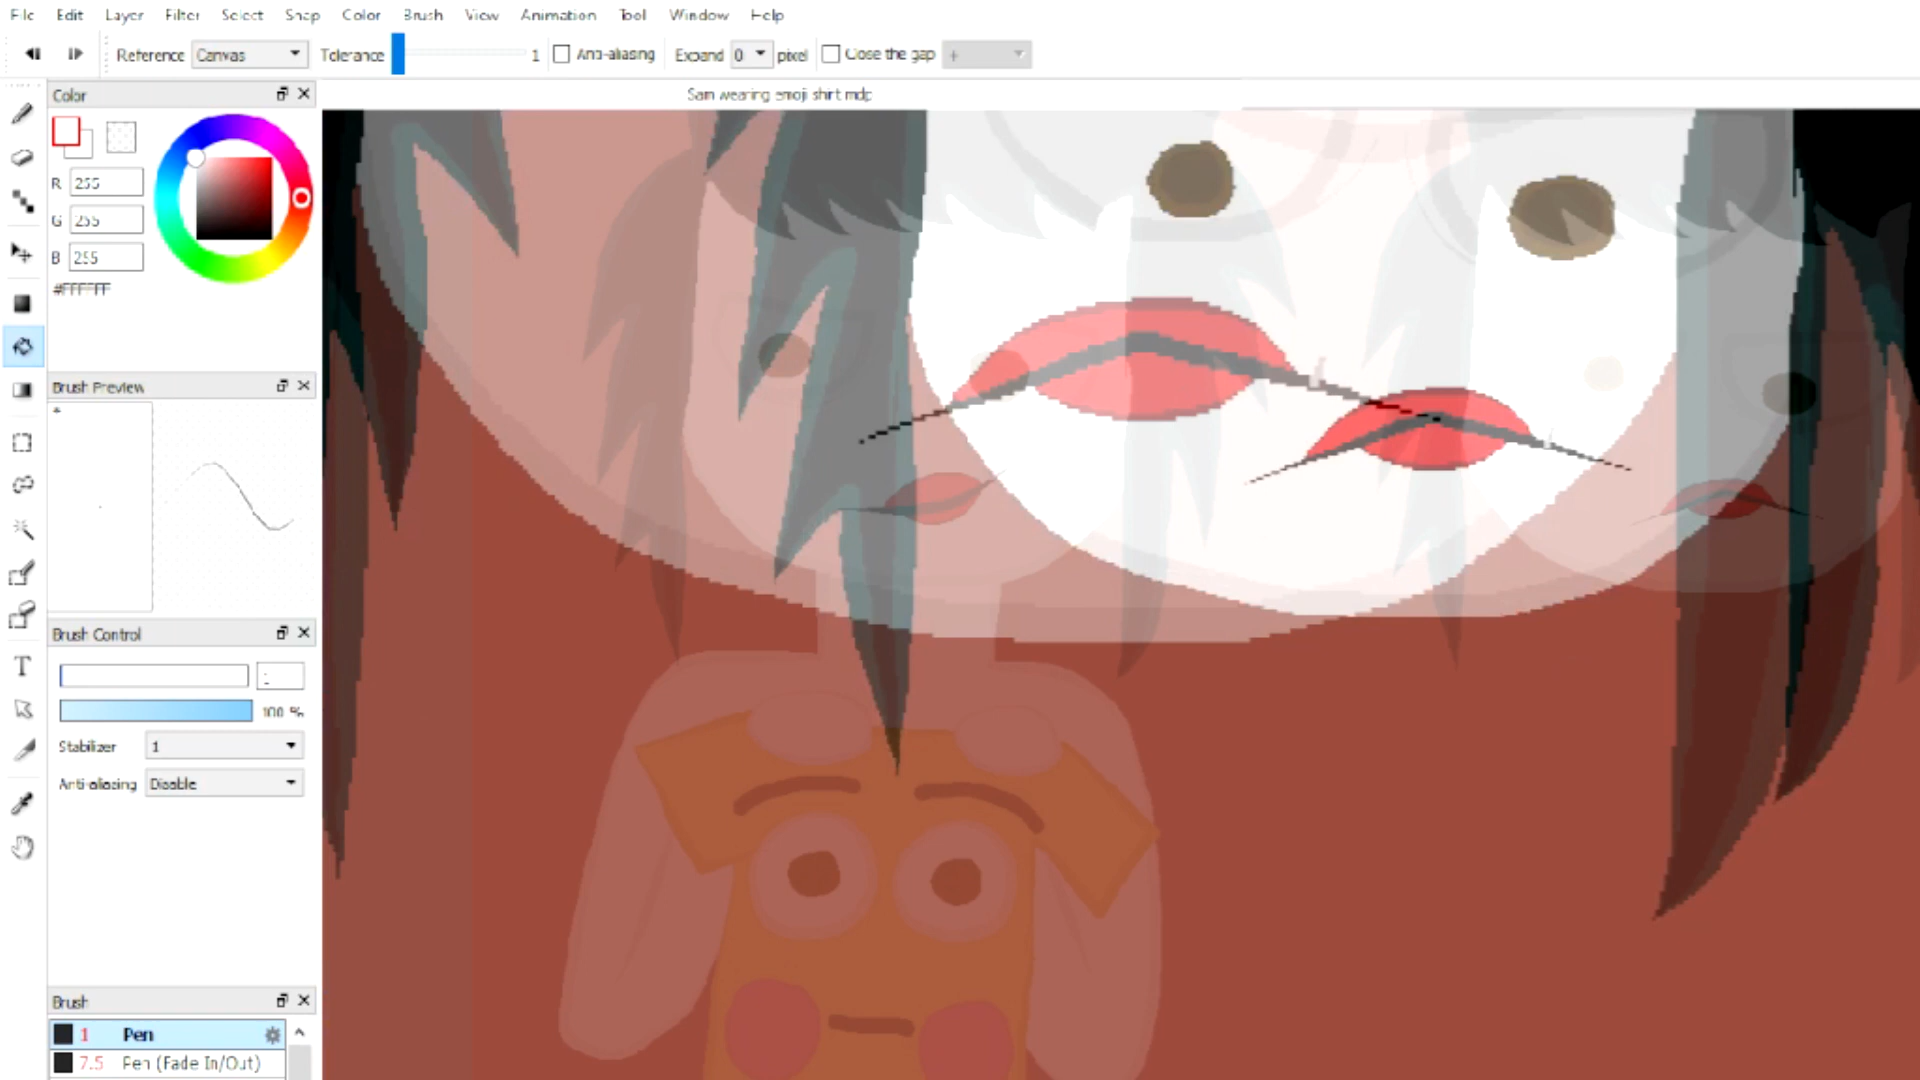 File Edit Layer Filter Select Snap Color Brush View Animation Tool Window Help
Reference Canvas Tolerance 1 Anti-aliasing Expand 0 pixel Close the gap +
Color
Sam wearing emoji shirt mdp
R 255
G 255
B 255
#FFFFFF
Brush Preview
Brush Control
100 %
Stabilizer 1
Anti-aliasing Disable
Brush
1 Pen
7.5 Pen (Fade In/Out)
T